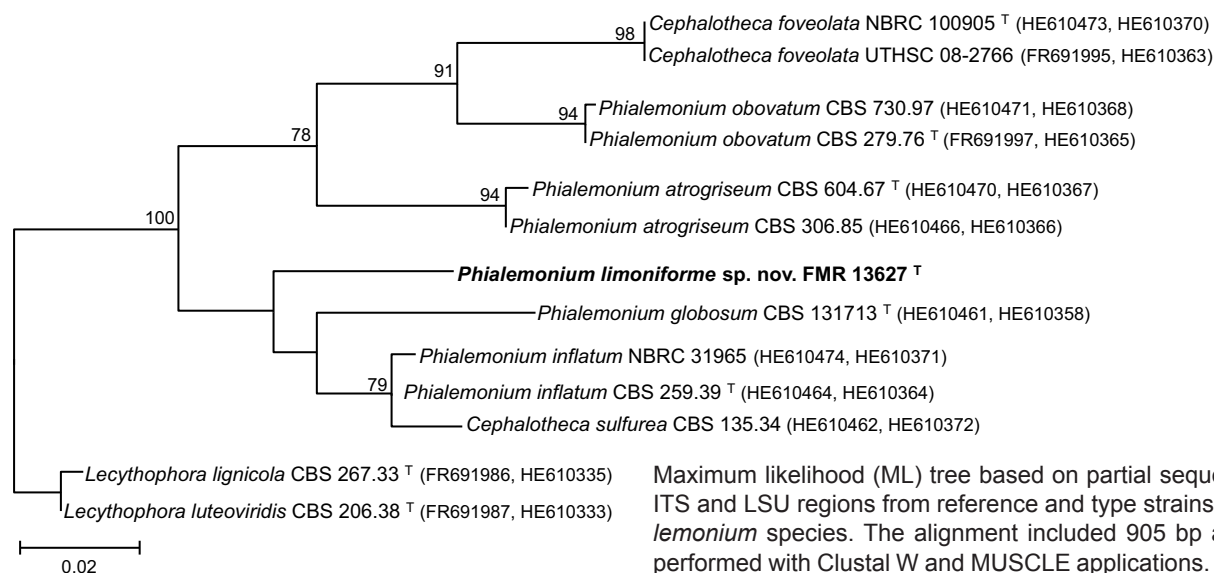 98
Cephalotheca foveolata NBRC 100905 T (HE610473, HE610370)
Cephalotheca foveolata UTHSC 08-2766 (FR691995, HE610363)
91
94
Phialemonium obovatum CBS 730.97 (HE610471, HE610368)
Phialemonium obovatum CBS 279.76 T (FR691997, HE610365)
78
94
Phialemonium atrogriseum CBS 604.67 T (HE610470, HE610367)
Phialemonium atrogriseum CBS 306.85 (HE610466, HE610366)
100
Phialemonium limoniforme sp. nov. FMR 13627 T
Phialemonium globosum CBS 131713 T (HE610461, HE610358)
Phialemonium inflatum NBRC 31965 (HE610474, HE610371)
79
Phialemonium inflatum CBS 259.39 T (HE610464, HE610364)
Cephalotheca sulfurea CBS 135.34 (HE610462, HE610372)
Lecythophora lignicola CBS 267.33 T (FR691986, HE610335)
Lecythophora luteoviridis CBS 206.38 T (FR691987, HE610333)
0.02
Maximum likelihood (ML) tree based on partial
ITS and LSU regions from reference and type strains
lemonium species. The alignment included 905 bp
performed with Clustal W and MUSCLE applications.